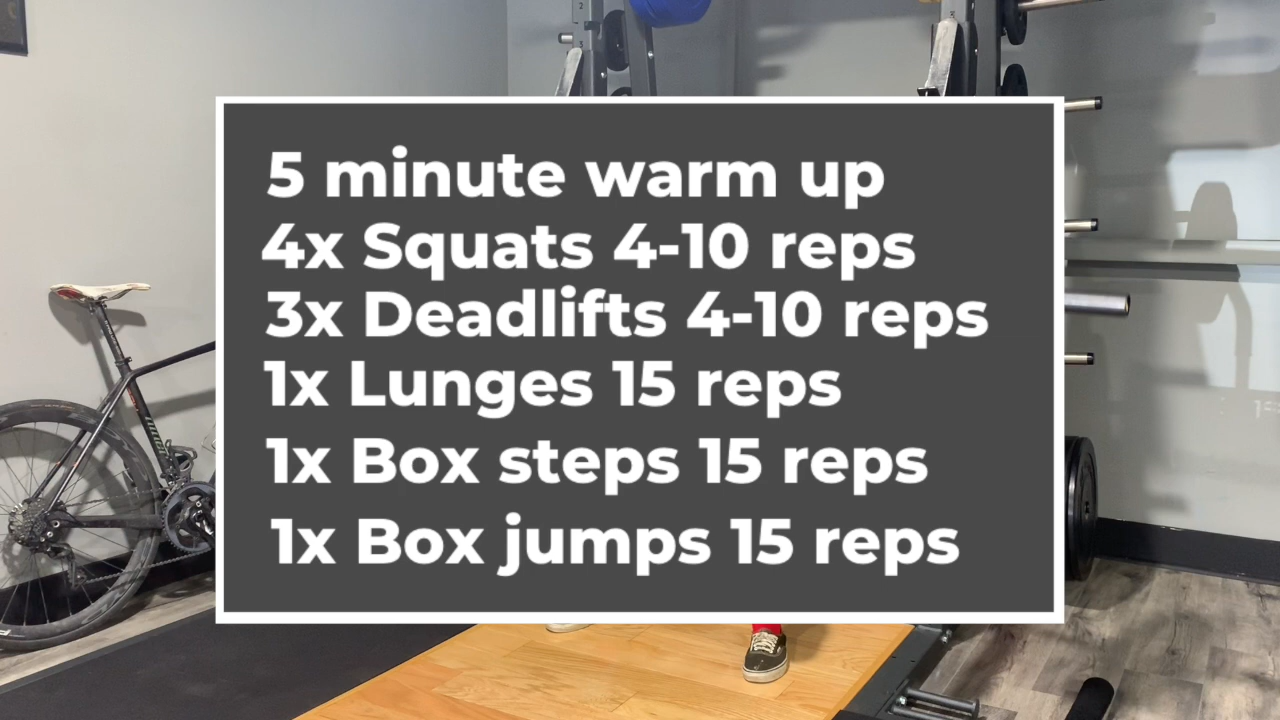 5 minute warm up
4x Squats 4-10 reps
3x Deadlifts 4-10 reps
1x Lunges 15 reps
1x Box steps 15 reps
1x Box jumps 15 reps